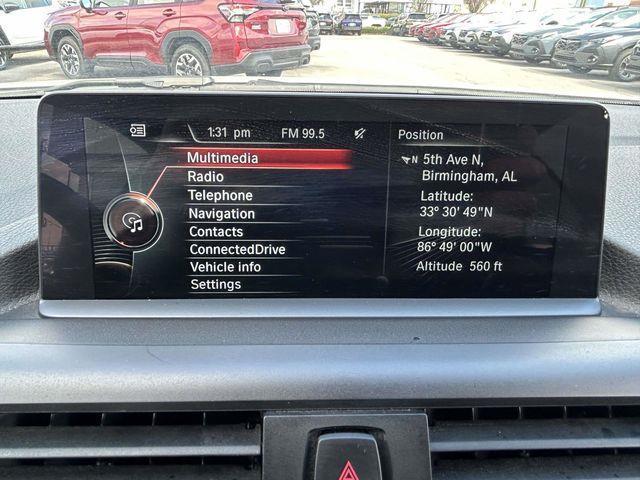 1:31 pm FM 99.5
Multimedia
Radio
Telephone
Navigation
Contacts
ConnectedDrive
Vehicle info
Settings
Position
N 5th Ave N,
Birmingham, AL
Latitude:
33° 30' 49"N
Longitude:
86° 49' 00"W
Altitude 560 ft